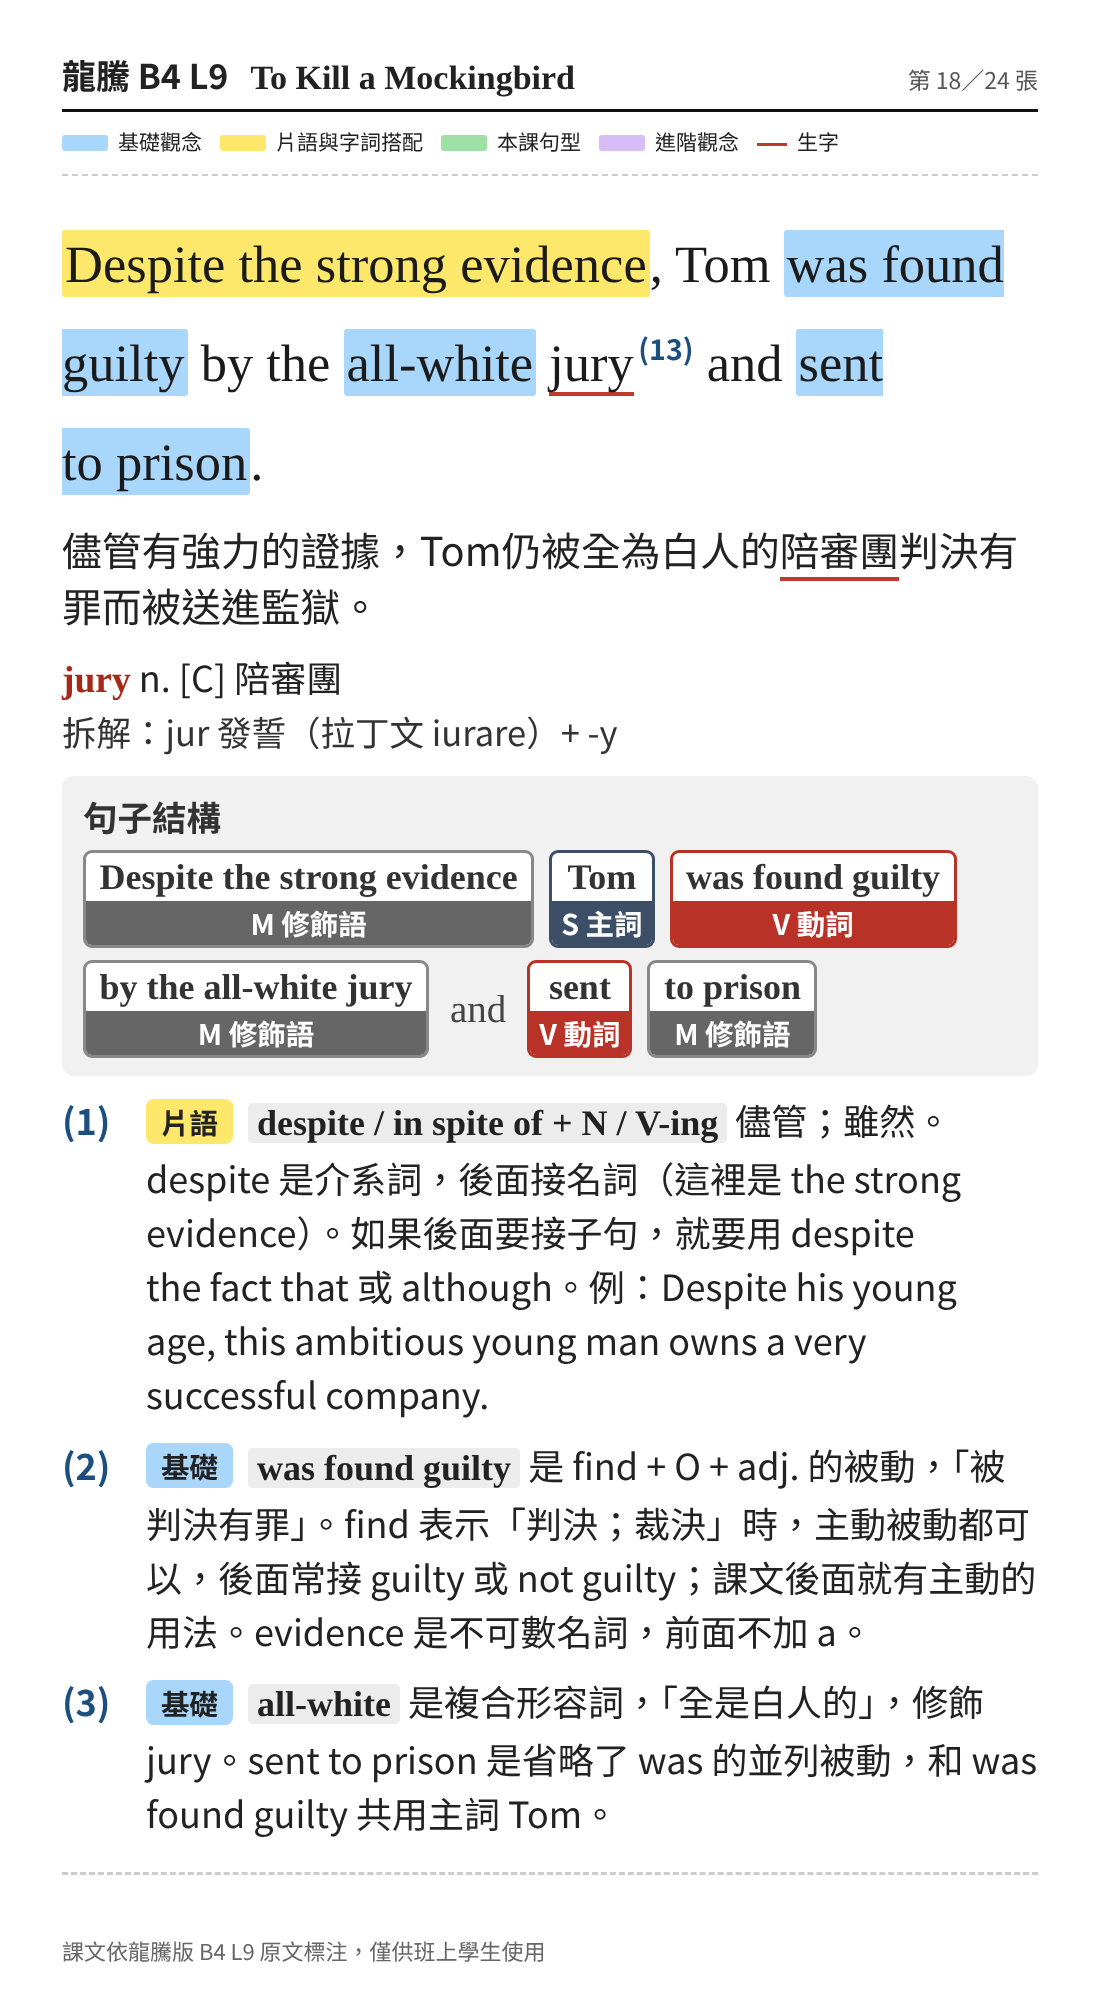 龍騰 B4 L9 To Kill a Mockingbird 第 18／24 張
基礎觀念 片語與字詞搭配 本課句型 進階觀念 生字
Despite the strong evidence, Tom was found
guilty by the all-white jury(13) and sent
to prison.
儘管有強力的證據，Tom仍被全為白人的陪審團判決有
罪而被送進監獄。
jury n. [C] 陪審團
拆解：jur 發誓（拉丁文 iurare）+ -y
句子結構
Despite the strong evidence Tom was found guilty
M 修飾語 S 主詞 V 動詞
by the all-white jury and sent to prison
M 修飾語 V 動詞 M 修飾語
(1) 片語 despite / in spite of + N / V-ing 儘管；雖然。
despite 是介系詞，後面接名詞（這裡是 the strong
evidence）。如果後面要接子句，就要用 despite
the fact that 或 although。例：Despite his young
age, this ambitious young man owns a very
successful company.
(2) 基礎 was found guilty 是 find + O + adj. 的被動，「被
判決有罪」。find 表示「判決；裁決」時，主動被動都可
以，後面常接 guilty 或 not guilty；課文後面就有主動的
用法。evidence 是不可數名詞，前面不加 a。
(3) 基礎 all-white 是複合形容詞，「全是白人的」，修飾
jury。sent to prison 是省略了 was 的並列被動，和 was
found guilty 共用主詞 Tom。
課文依龍騰版 B4 L9 原文標注，僅供班上學生使用